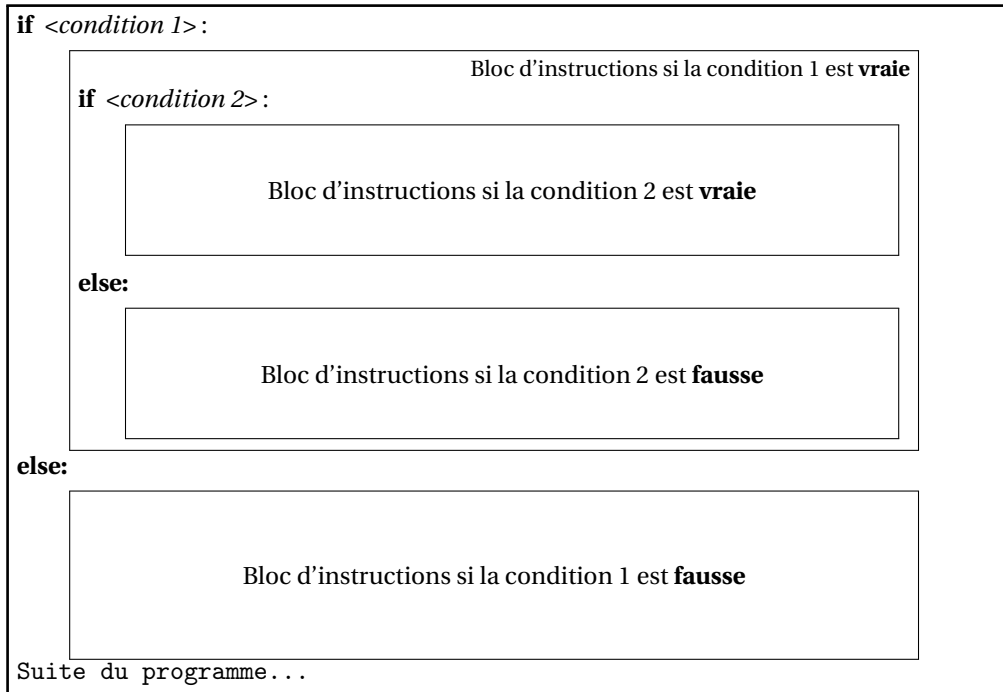 if <condition 1>:
Bloc d'instructions si la condition 1 est vraie
if <condition 2>:
Bloc d'instructions si la condition 2 est vraie
else:
Bloc d'instructions si la condition 2 est fausse
else:
Bloc d'instructions si la condition 1 est fausse
Suite du programme...